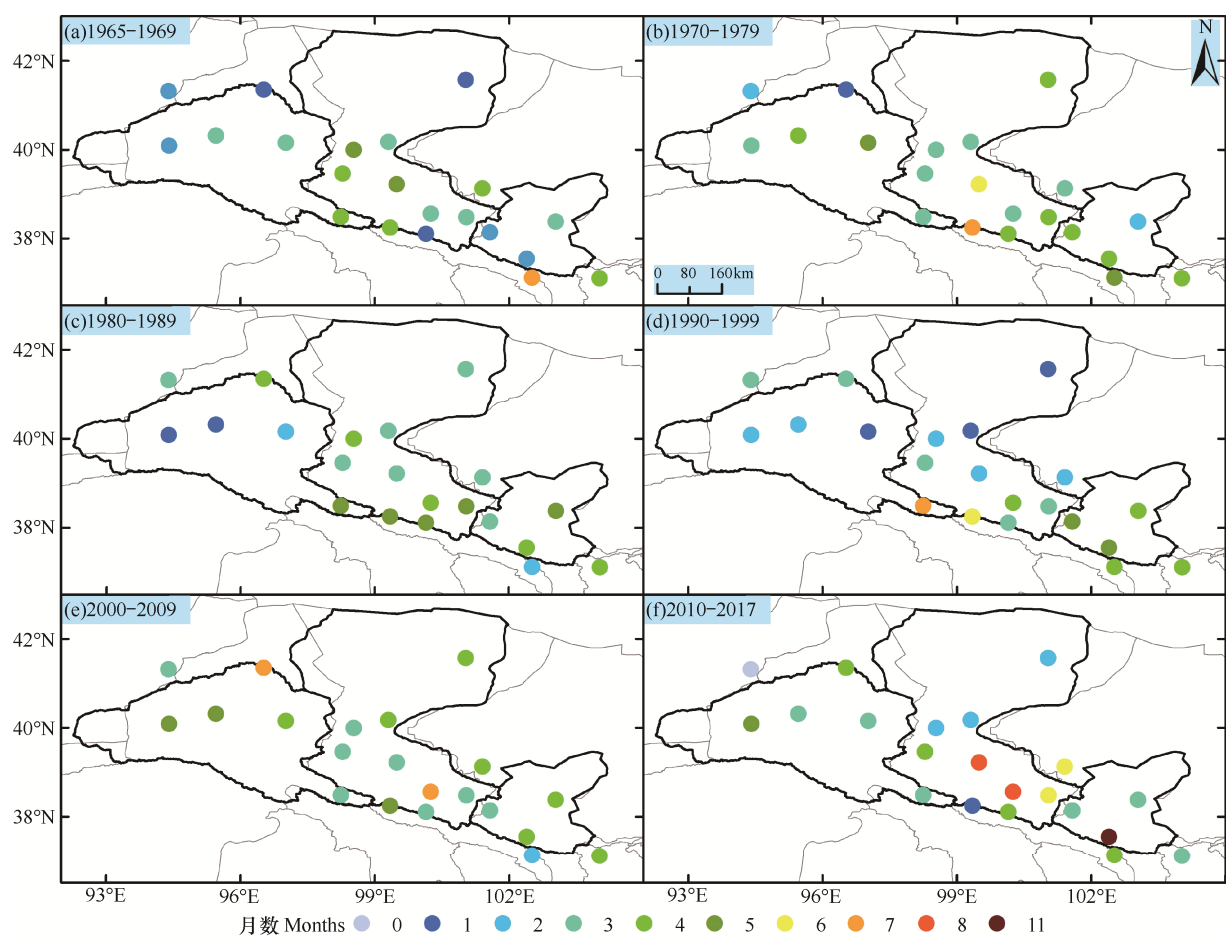 (a)1965−1969
(b)1970−1979
N
42°N
40°N
38°N
0 80 160km
(c)1980−1989
(d)1990−1999
42°N
40°N
38°N
(e)2000−2009
(f)2010−2017
42°N
40°N
38°N
93°E 96°E 99°E 102°E 93°E 96°E 99°E 102°E
月数 Months 0 1 2 3 4 5 6 7 8 11